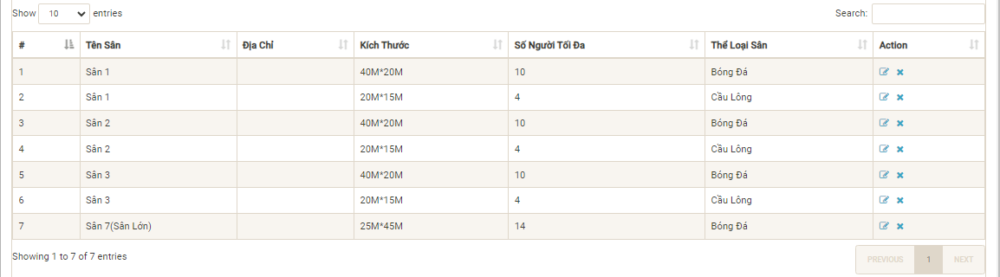 Show 10 entries Search:
# Tên Sân Địa Chỉ Kích Thước Số Người Tối Đa Thể Loại Sân Action
1 Sân 1 40M*20M 10 Bóng Đá
2 Sân 1 20M*15M 4 Cầu Lông
3 Sân 2 40M*20M 10 Bóng Đá
4 Sân 2 20M*15M 4 Cầu Lông
5 Sân 3 40M*20M 10 Bóng Đá
6 Sân 3 20M*15M 4 Cầu Lông
7 Sân 7(Sân Lớn) 25M*45M 14 Bóng Đá
Showing 1 to 7 of 7 entries PREVIOUS 1 NEXT